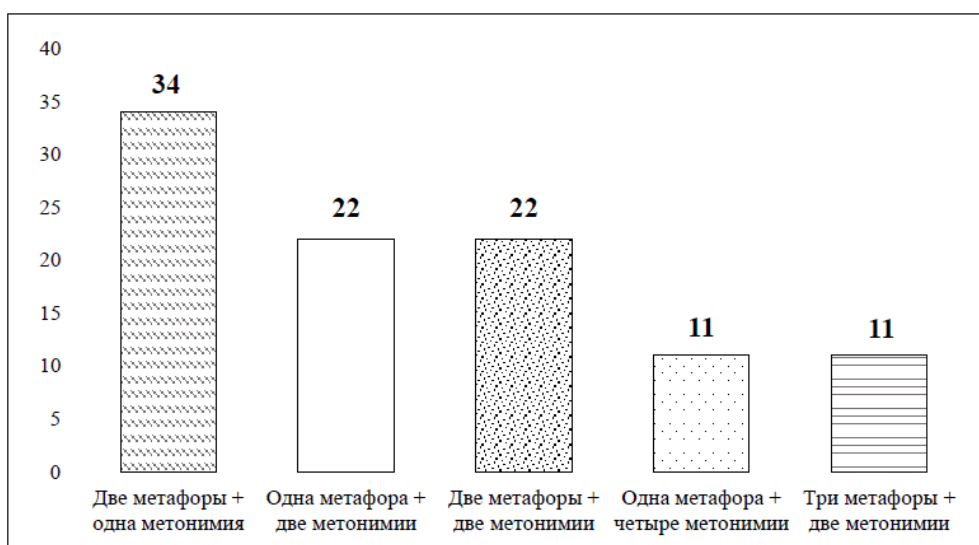 40
35
30
25
20
15
10
5
0
34
22
22
11
11
Две метафоры +
одна метонимия
Одна метафора +
две метонимии
Две метафоры +
две метонимии
Одна метафора +
четыре метонимии
Три метафоры +
две метонимии